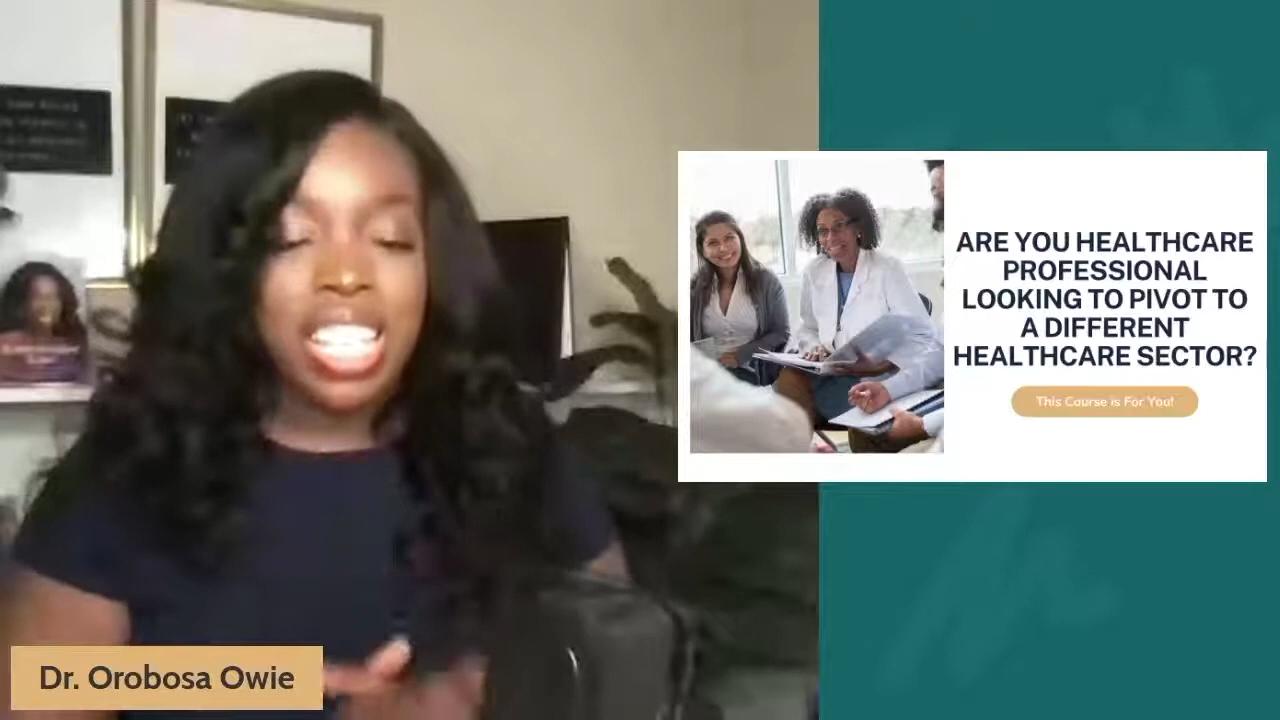 ARE YOU HEALTHCARE
PROFESSIONAL
LOOKING TO PIVOT TO
A DIFFERENT
HEALTHCARE SECTOR?
This Course is For You!
Dr. Orobosa Owie